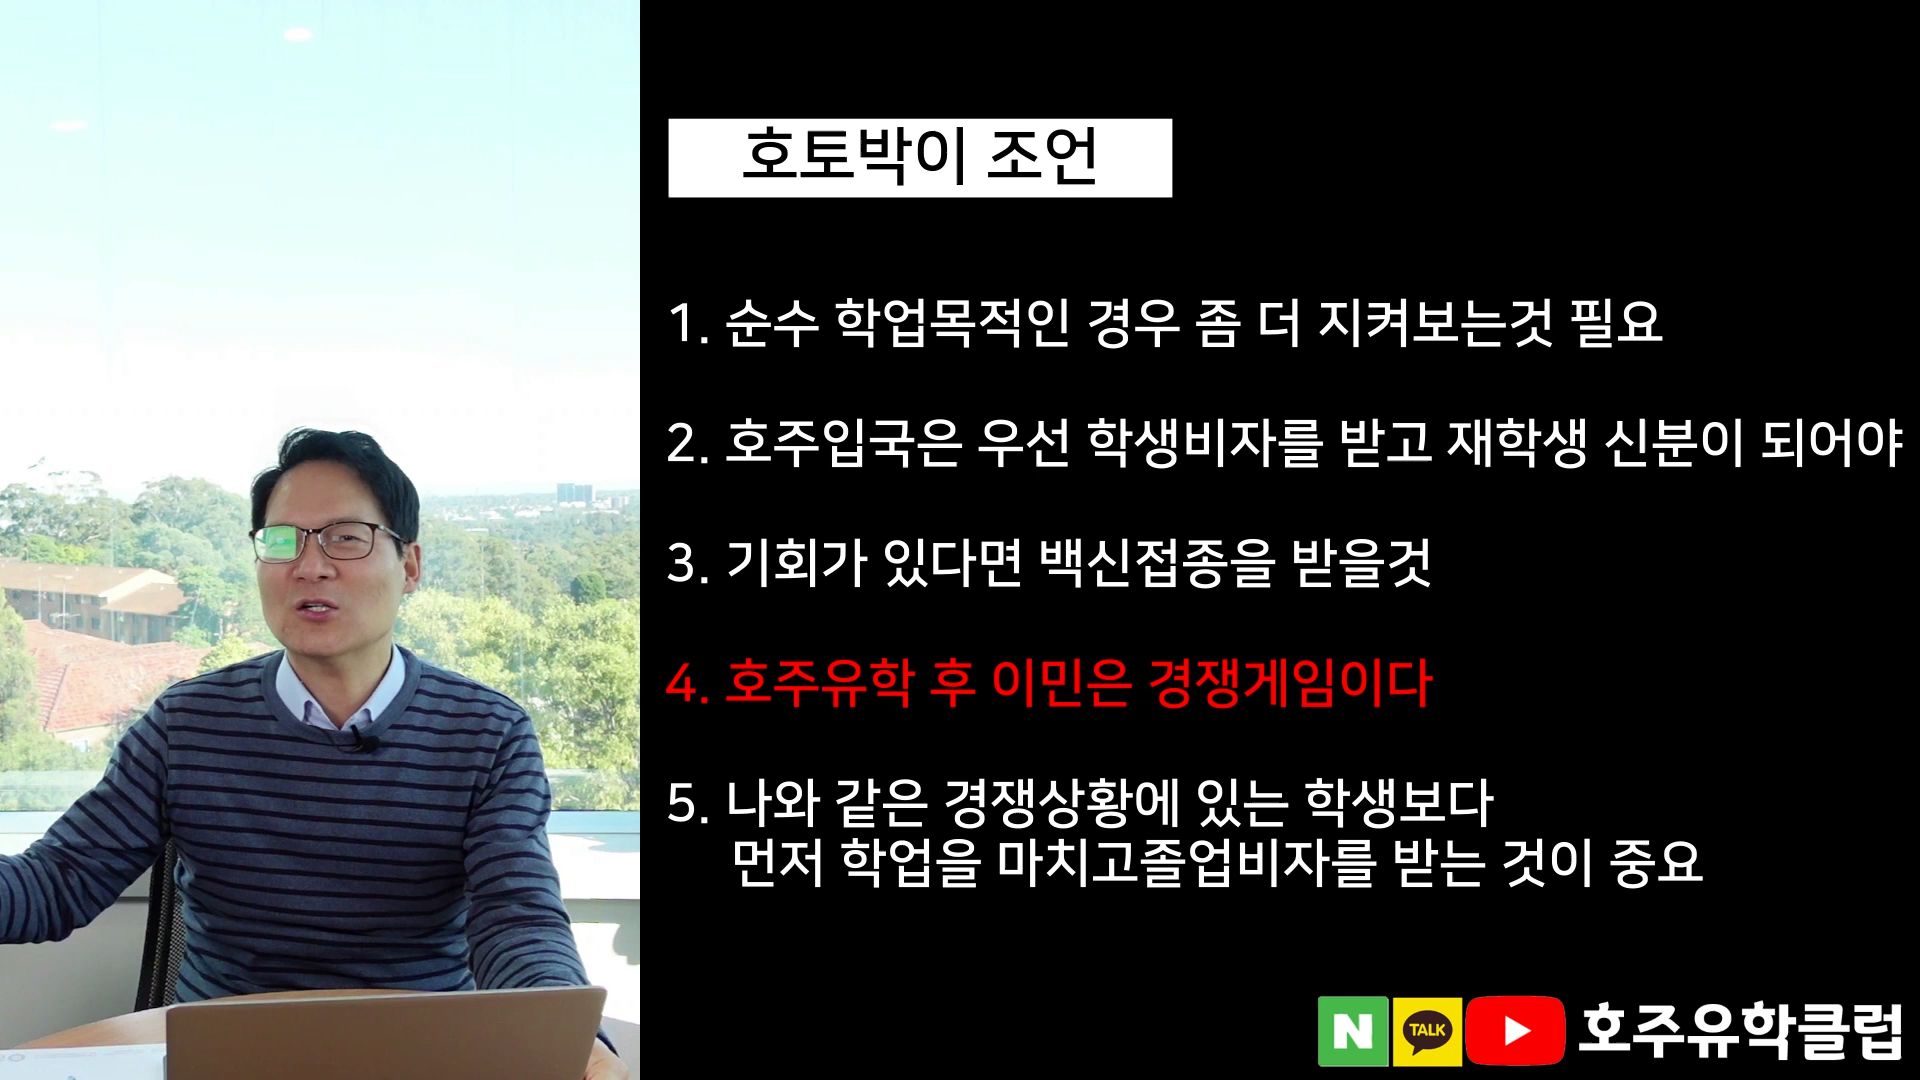 호토박이 조언
1. 순수 학업목적인 경우 좀 더 지켜보는것 필요
2. 호주입국은 우선 학생비자를 받고 재학생 신분이 되어야
3. 기회가 있다면 백신접종을 받을것
4. 호주유학 후 이민은 경쟁게임이다
5. 나와 같은 경쟁상황에 있는 학생보다
먼저 학업을 마치고졸업비자를 받는 것이 중요
N TALK 호주유학클럽